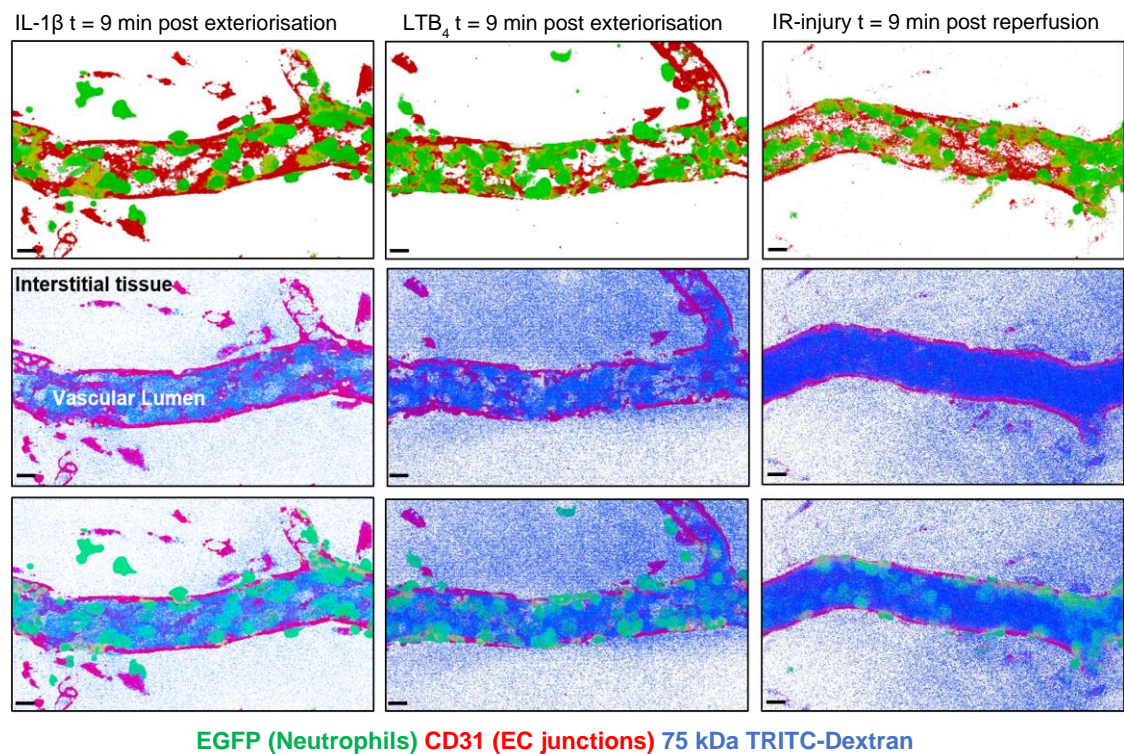 IL-1β t = 9 min post exteriorisation
LTB4 t = 9 min post exteriorisation
IR-injury t = 9 min post reperfusion
Interstitial tissue
Vascular Lumen
EGFP (Neutrophils) CD31 (EC junctions) 75 kDa TRITC-Dextran